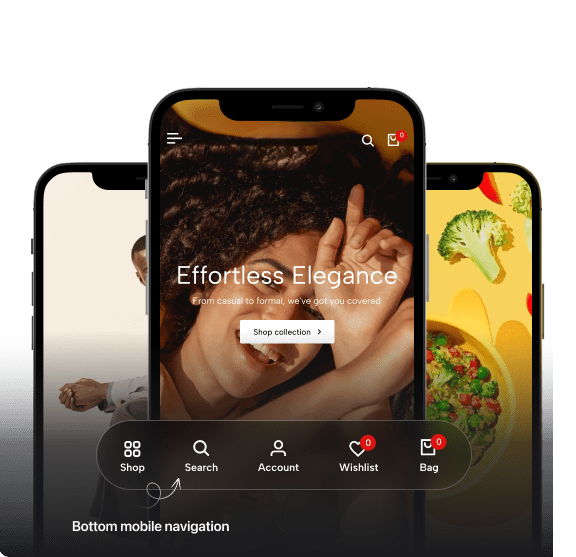 0
Effortless Elegance
From casual to formal, we've got you covered
Shop collection
0 0
Shop Search Account Wishlist Bag
Bottom mobile navigation